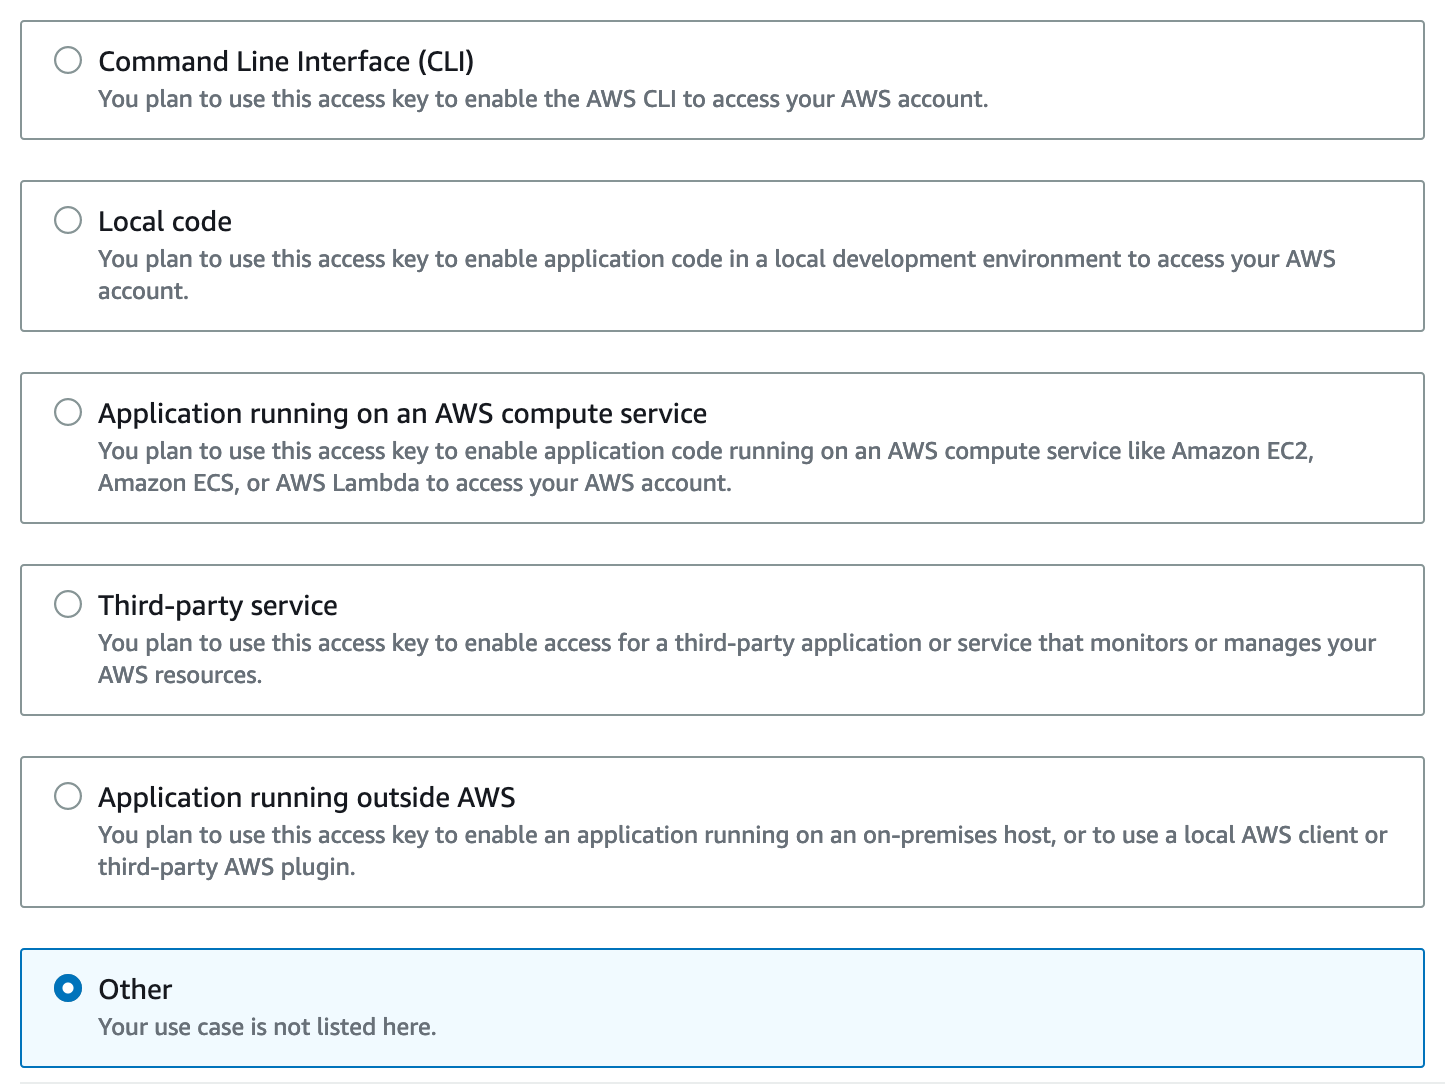 Command Line Interface (CLI)
You plan to use this access key to enable the AWS CLI to access your AWS account.
Local code
You plan to use this access key to enable application code in a local development environment to access your AWS
account.
Application running on an AWS compute service
You plan to use this access key to enable application code running on an AWS compute service like Amazon EC2,
Amazon ECS, or AWS Lambda to access your AWS account.
Third-party service
You plan to use this access key to enable access for a third-party application or service that monitors or manages your
AWS resources.
Application running outside AWS
You plan to use this access key to enable an application running on an on-premises host, or to use a local AWS client or
third-party AWS plugin.
Other
Your use case is not listed here.